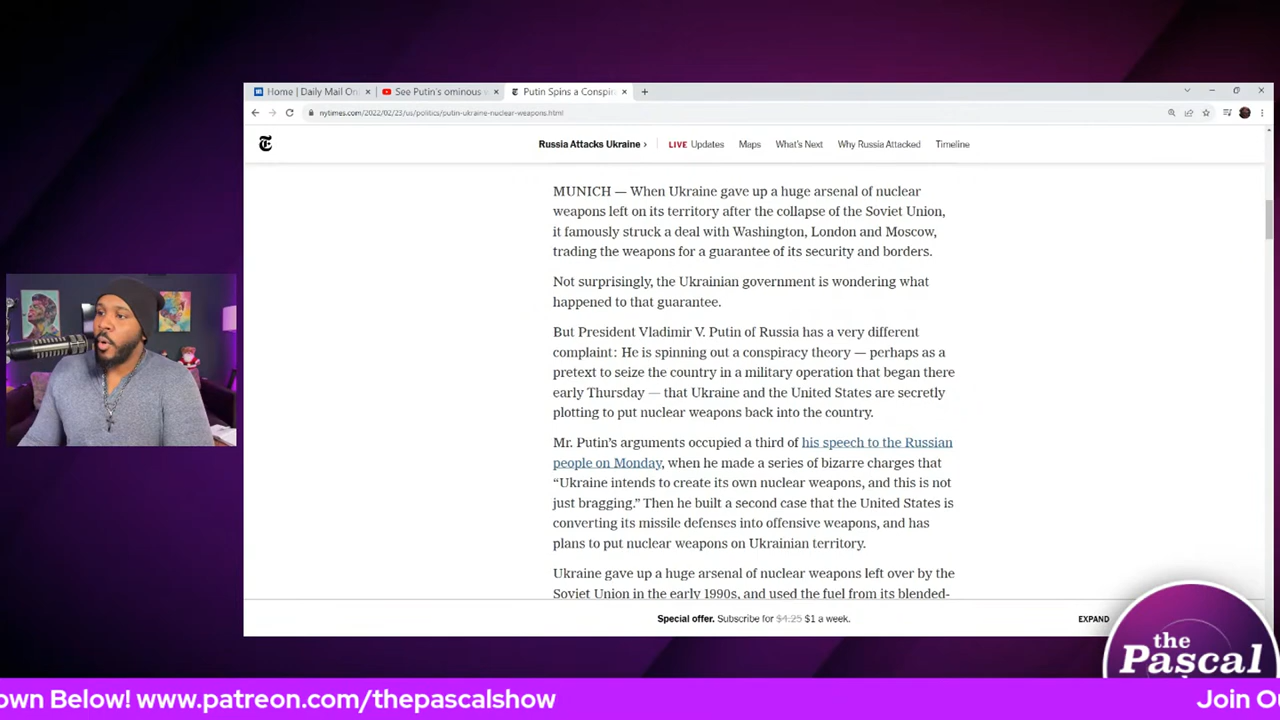 Home | Daily Mail On
See Putin's ominous
Putin Spins a Conspi
nytimes.com/2022/02/23/us/politics/putin-ukraine-nuclear-weapons.html
Russia Attacks Ukraine ›
LIVE Updates
Maps
What's Next
Why Russia Attacked
Timeline
MUNICH — When Ukraine gave up a huge arsenal of nuclear
weapons left on its territory after the collapse of the Soviet Union,
it famously struck a deal with Washington, London and Moscow,
trading the weapons for a guarantee of its security and borders.
Not surprisingly, the Ukrainian government is wondering what
happened to that guarantee.
But President Vladimir V. Putin of Russia has a very different
complaint: He is spinning out a conspiracy theory — perhaps as a
pretext to seize the country in a military operation that began there
early Thursday — that Ukraine and the United States are secretly
plotting to put nuclear weapons back into the country.
Mr. Putin's arguments occupied a third of his speech to the Russian
people on Monday, when he made a series of bizarre charges that
“Ukraine intends to create its own nuclear weapons, and this is not
just bragging.” Then he built a second case that the United States is
converting its missile defenses into offensive weapons, and has
plans to put nuclear weapons on Ukrainian territory.
Ukraine gave up a huge arsenal of nuclear weapons left over by the
Soviet Union in the early 1990s, and used the fuel from its blended-
Special offer. Subscribe for $4.25 $1 a week.
EXPAND
the
Pascal
own Below! www.patreon.com/thepascalshow
Join Ou